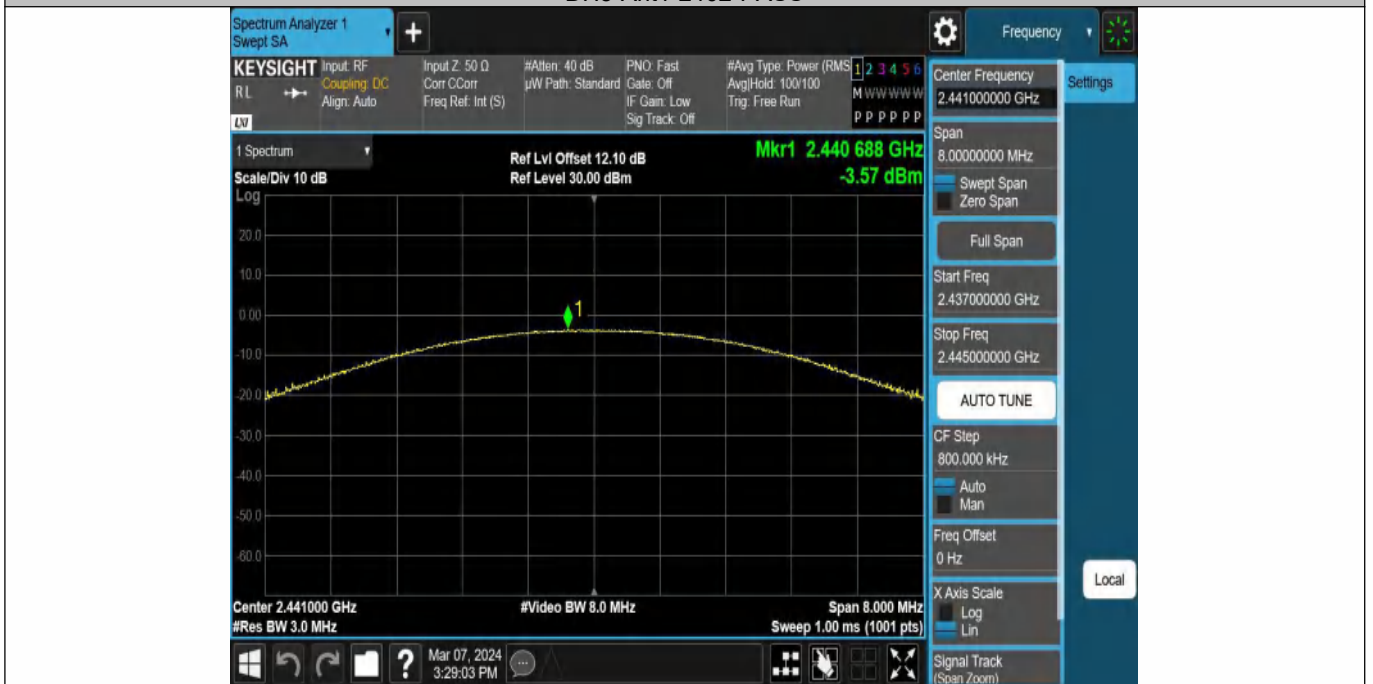 Spectrum Analyzer 1
Swept SA
+
Frequency
KEYSIGHT
RL
LXI
Input: RF
Coupling: DC
Align: Auto
Input Z: 50 Ω
Corr CCorr
Freq Ref: Int (S)
#Atten: 40 dB
µW Path: Standard
PNO: Fast
Gate: Off
IF Gain: Low
Sig Track: Off
#Avg Type: Power (RMS
Avg|Hold: 100/100
Trig: Free Run
1 2 3 4 5 6
M W W W W W
P P P P P P
1 Spectrum
Scale/Div 10 dB
Log
Ref Lvl Offset 12.10 dB
Ref Level 30.00 dBm
Mkr1 2.440 688 GHz
-3.57 dBm
20.0
10.0
0.00
-10.0
-20.0
-30.0
-40.0
-50.0
-60.0
1
Center 2.441000 GHz
#Res BW 3.0 MHz
#Video BW 8.0 MHz
Span 8.000 MHz
Sweep 1.00 ms (1001 pts)
Mar 07, 2024
3:29:03 PM
?
Center Frequency
2.441000000 GHz
Settings
Span
8.00000000 MHz
Swept Span
Zero Span
Full Span
Start Freq
2.437000000 GHz
Stop Freq
2.445000000 GHz
AUTO TUNE
CF Step
800.000 kHz
Auto
Man
Freq Offset
0 Hz
X Axis Scale
Log
Lin
Local
Signal Track
(Span Zoom)